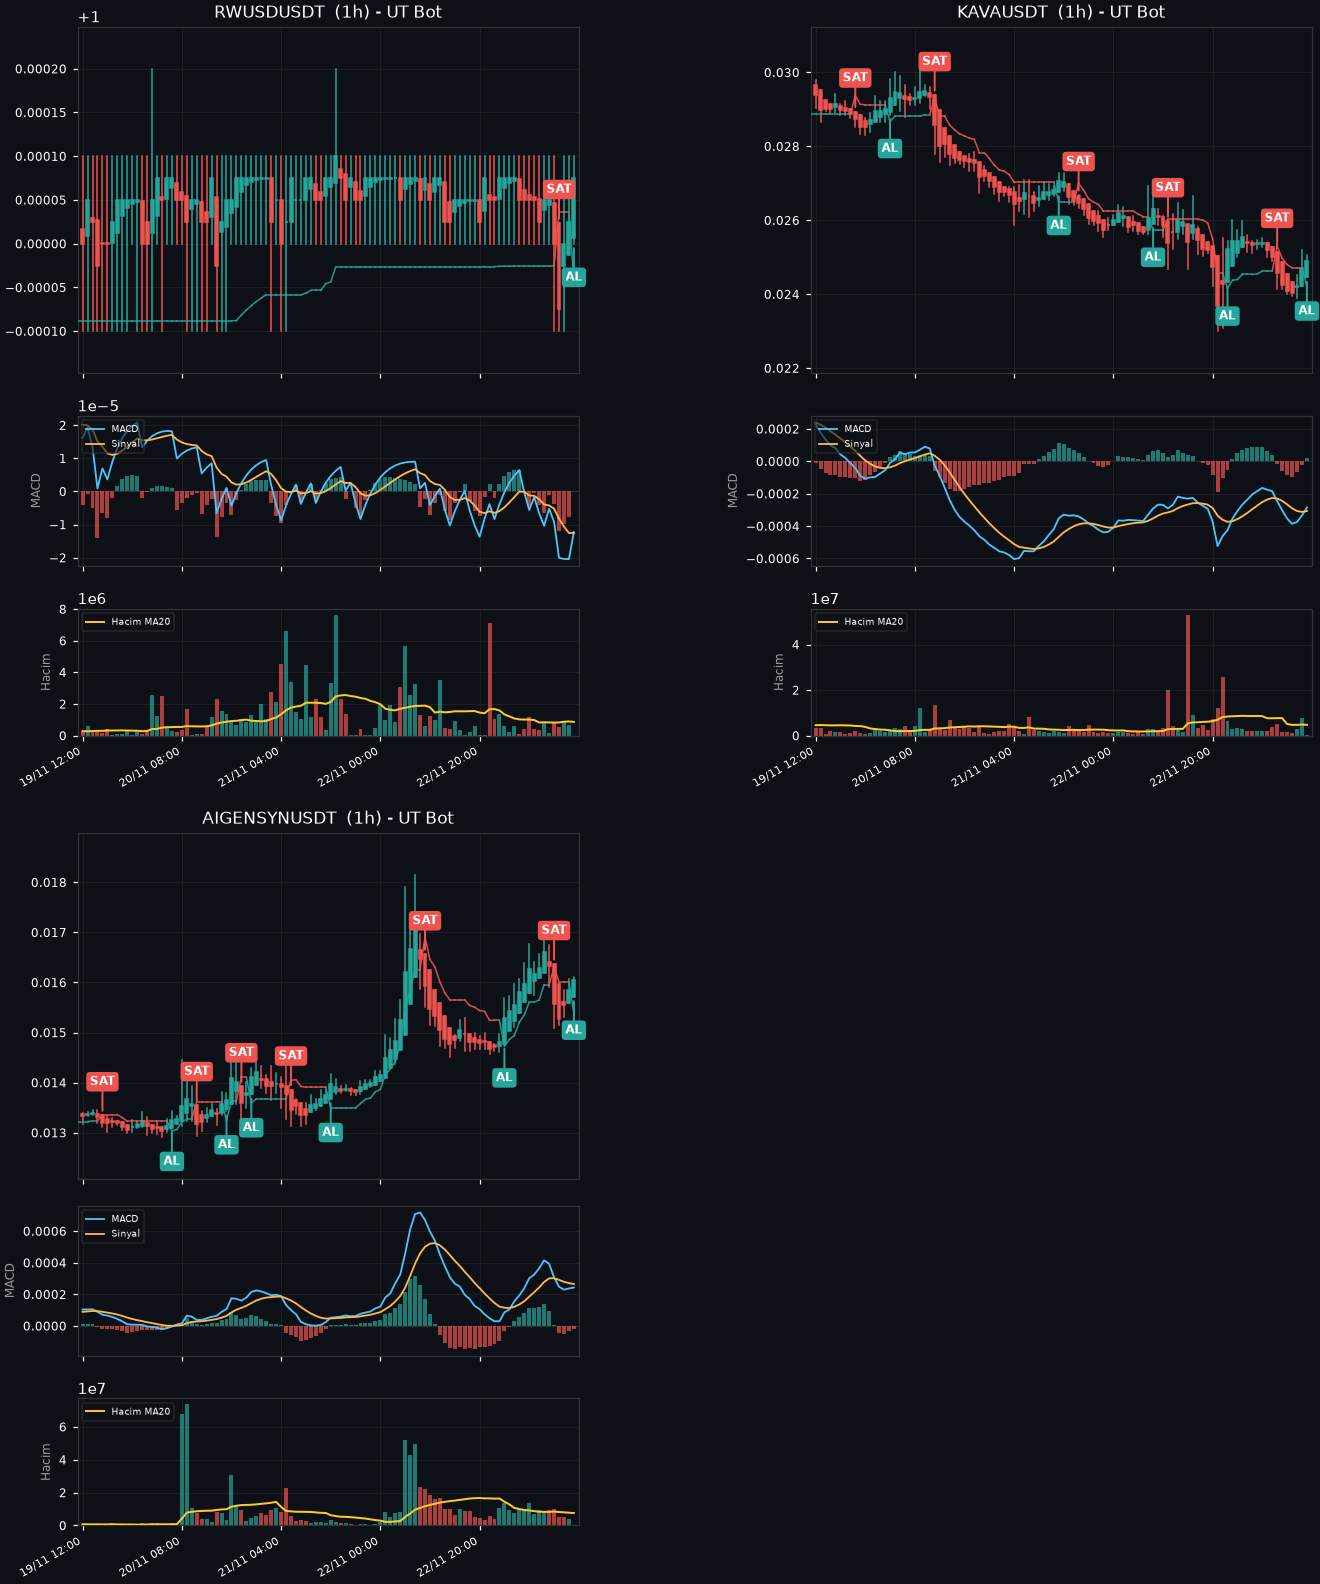 RWUSDUSDT (1h) - UT Bot
+1
0.00020
0.00015
0.00010
0.00005
0.00000
−0.00005
−0.00010
SAT
AL
1e−5
MACD
Sinyal
2
1
0
−1
−2
MACD
1e6
Hacim MA20
8
6
4
2
0
Hacim
19/11 12:00
20/11 08:00
21/11 04:00
22/11 00:00
22/11 20:00
KAVAUSDT (1h) - UT Bot
0.030
0.028
0.026
0.024
0.022
SAT
SAT
AL
SAT
AL
SAT
AL
SAT
AL
AL
MACD
Sinyal
0.0002
0.0000
−0.0002
−0.0004
−0.0006
MACD
1e7
Hacim MA20
4
2
0
Hacim
19/11 12:00
20/11 08:00
21/11 04:00
22/11 00:00
22/11 20:00
AIGENSYNUSDT (1h) - UT Bot
0.018
0.017
0.016
0.015
0.014
0.013
SAT
AL
SAT
AL
SAT
AL
SAT
AL
SAT
AL
SAT
AL
MACD
Sinyal
0.0006
0.0004
0.0002
0.0000
MACD
1e7
Hacim MA20
6
4
2
0
Hacim
19/11 12:00
20/11 08:00
21/11 04:00
22/11 00:00
22/11 20:00